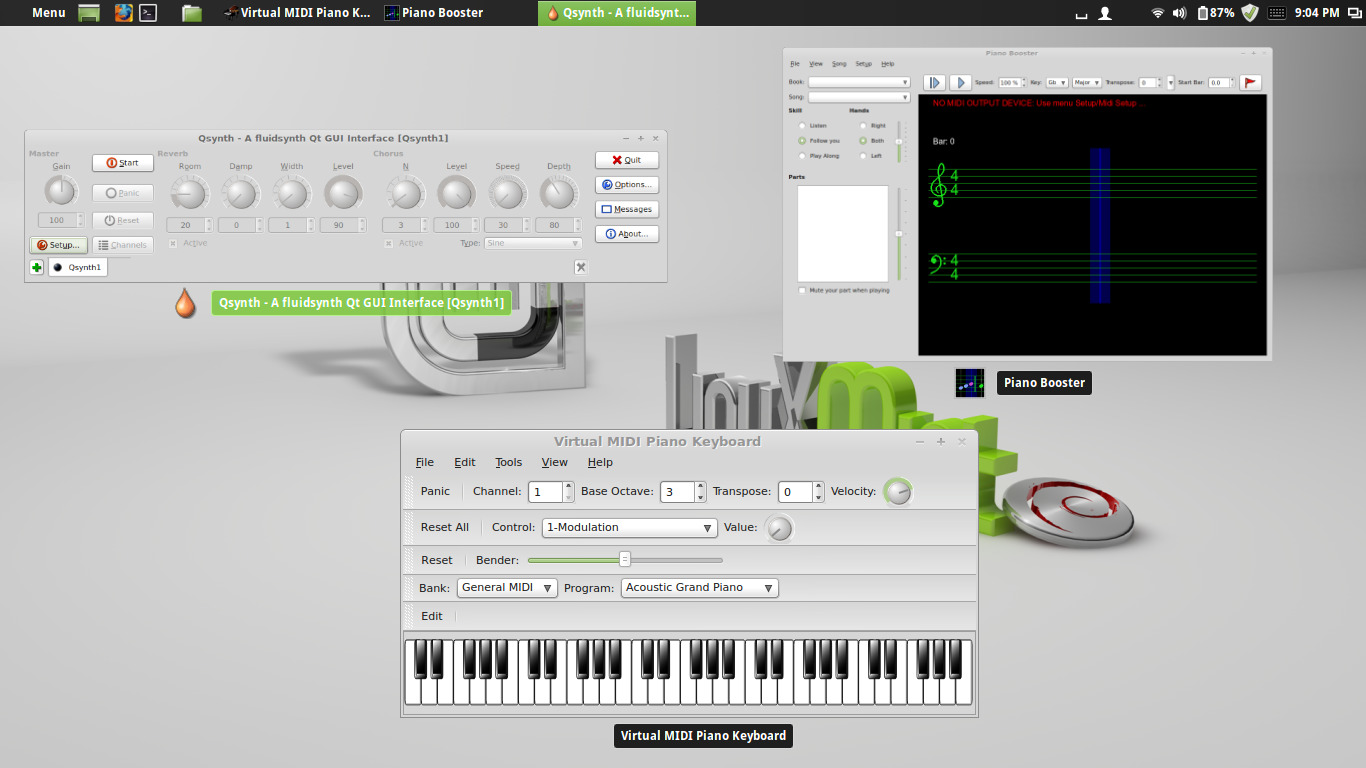 Menu
Virtual MIDI Piano K...
Piano Booster
Qsynth - A fluidsynt...
87%
9:04 PM
Qsynth - A fluidsynth Qt GUI Interface [Qsynth1]
Master
Gain
100
Start
Panic
Reset
Setup...
Channels
Reverb
Room Damp Width Level
20 0 1 90
Active
Chorus
N Level Speed Depth
3 100 30 80
Active
Type: Sine
Quit
Options...
Messages
About...
Qsynth1
Qsynth - A fluidsynth Qt GUI Interface [Qsynth1]
Piano Booster
File View Song Setup Help
Book:
Song:
Speed: 100 % Key: Gb Major Transpose: 0 Start Bar: 0.0
Skill Hands
Listen Right
Follow you Both
Play Along Left
Parts
Mute your part when playing
NO MIDI OUTPUT DEVICE: Use menu Setup/Midi Setup ...
Bar: 0
4
4
4
4
Piano Booster
Linux
Mint
Virtual MIDI Piano Keyboard
File Edit Tools View Help
Panic Channel: 1 Base Octave: 3 Transpose: 0 Velocity:
Reset All Control: 1-Modulation Value:
Reset Bender:
Bank: General MIDI Program: Acoustic Grand Piano
Edit
Virtual MIDI Piano Keyboard